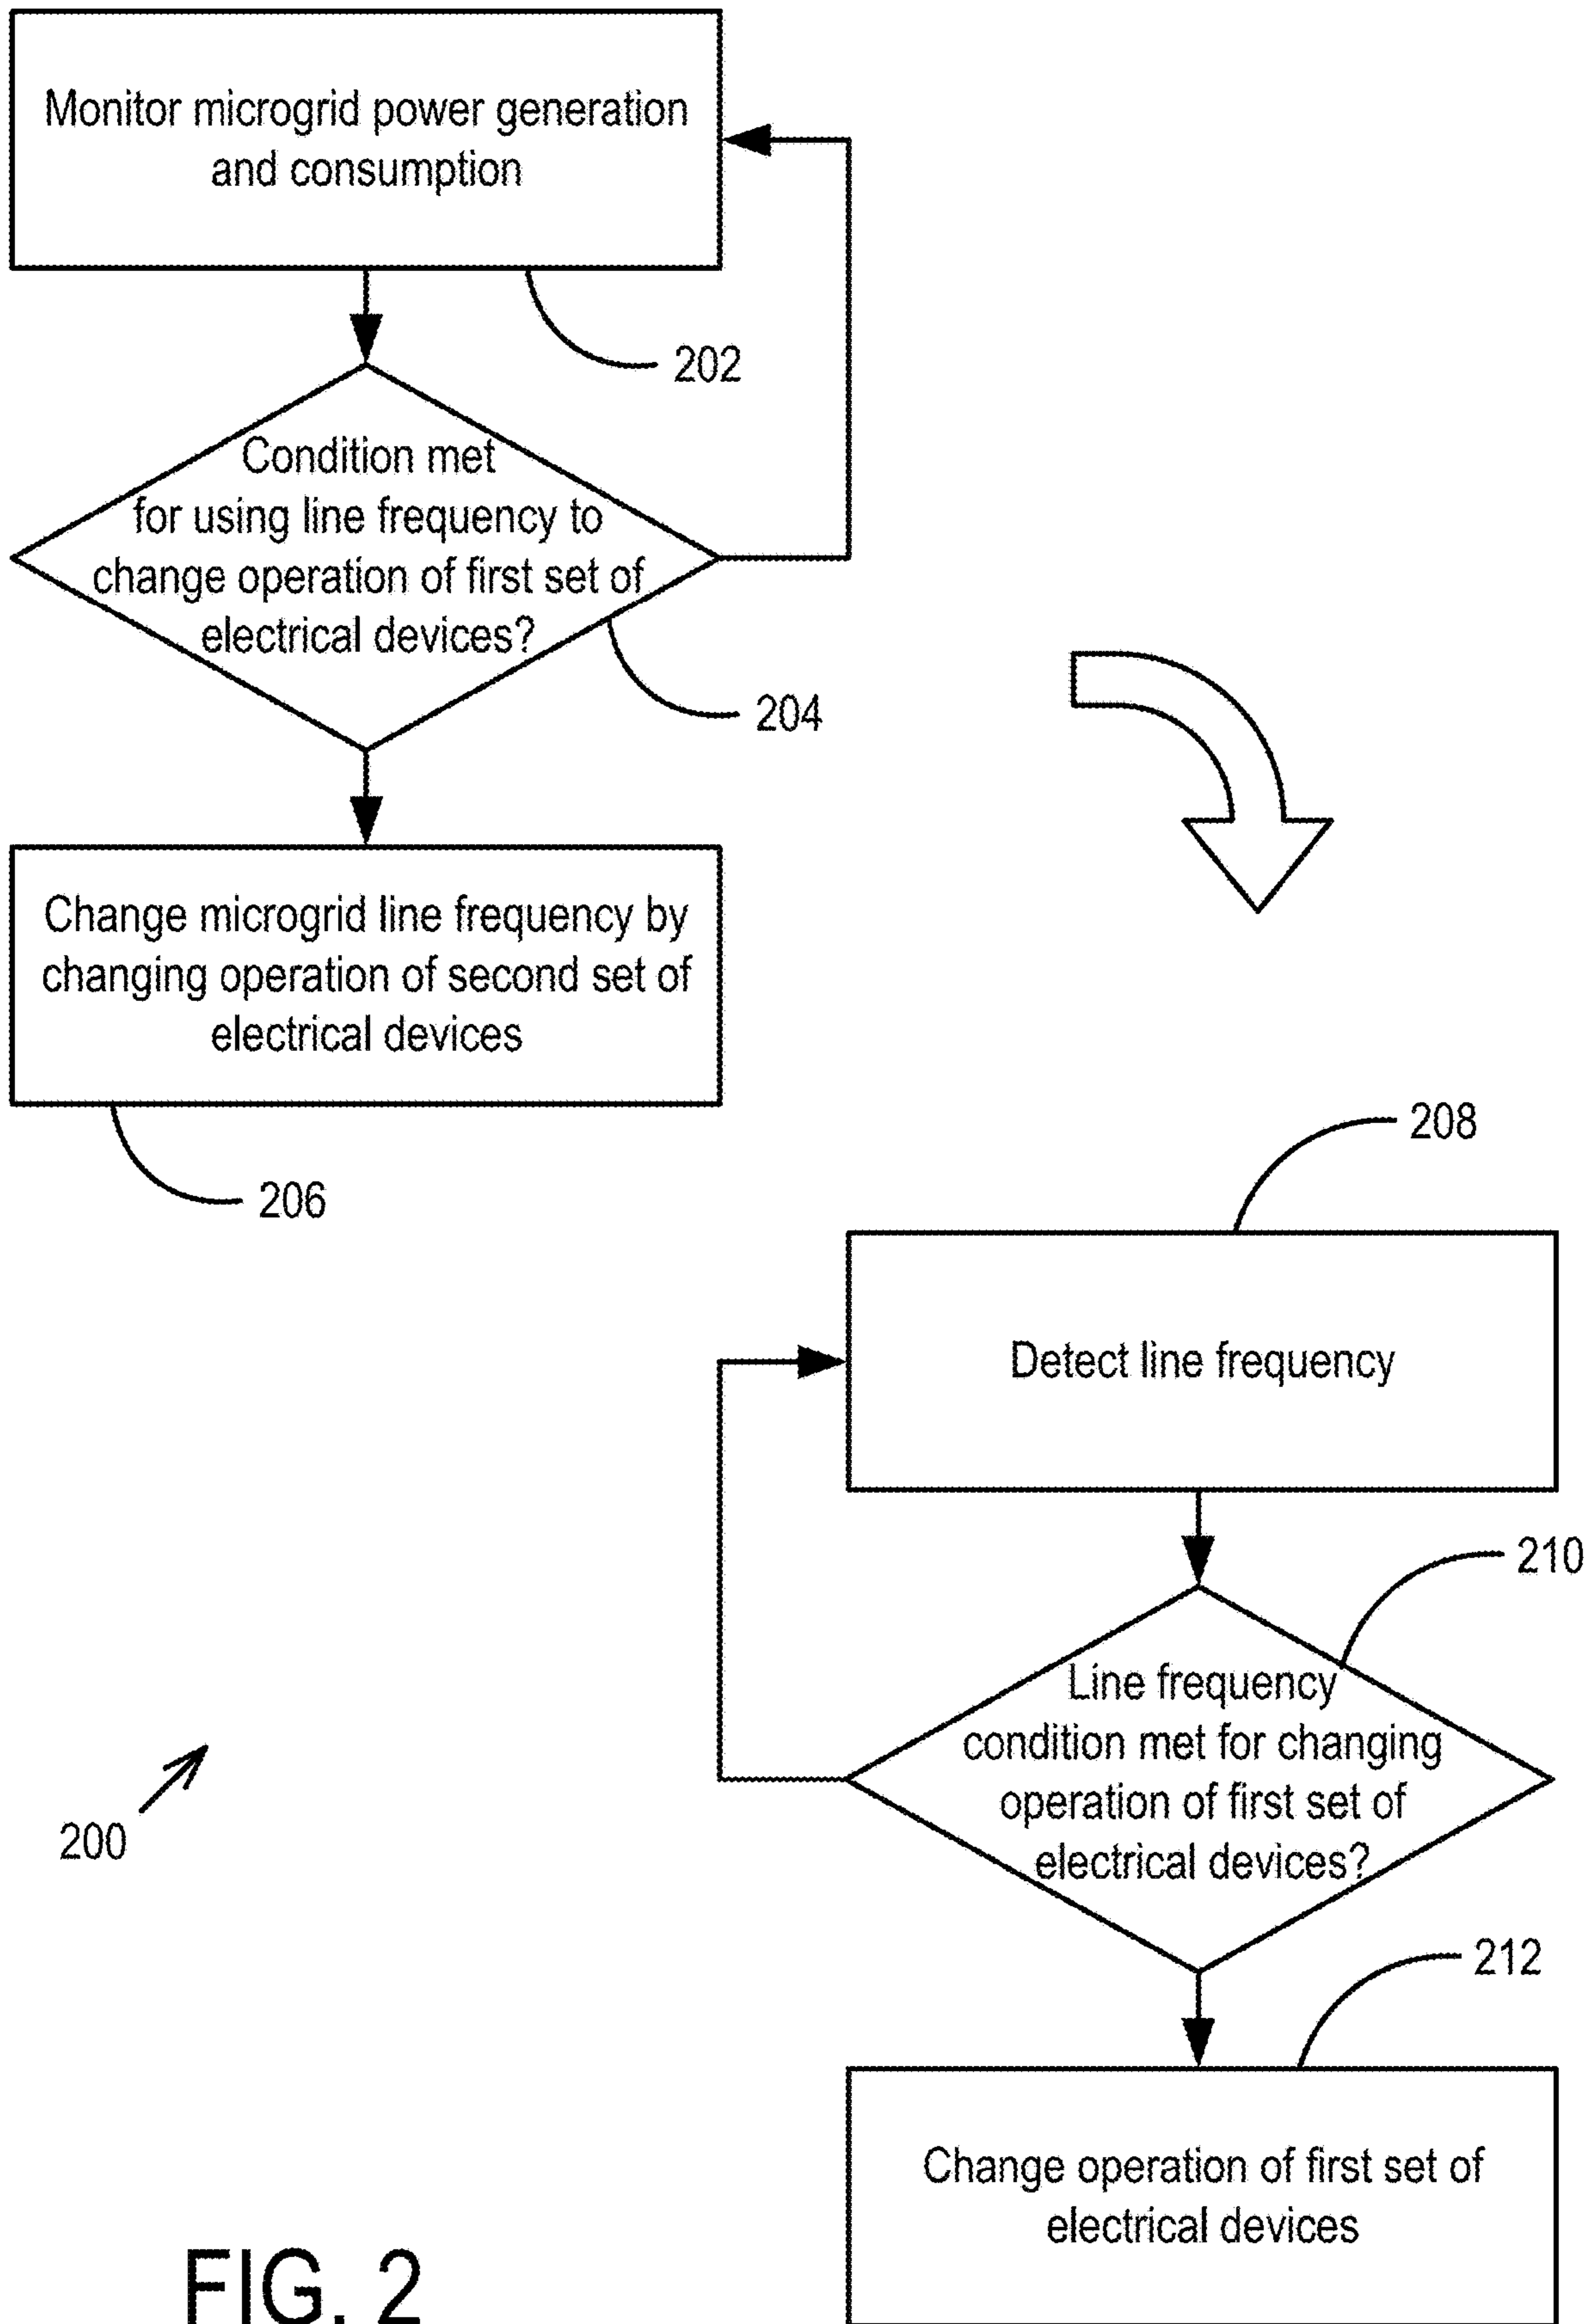 Monitor microgrid power generation
and consumption
202
Condition met
for using line frequency to
change operation of first set of
electrical devices?
204
Change microgrid line frequency by
changing operation of second set of
electrical devices
206
208
Detect line frequency
210
Line frequency
condition met for changing
operation of first set of
electrical devices?
200
212
Change operation of first set of
electrical devices
FIG. 2